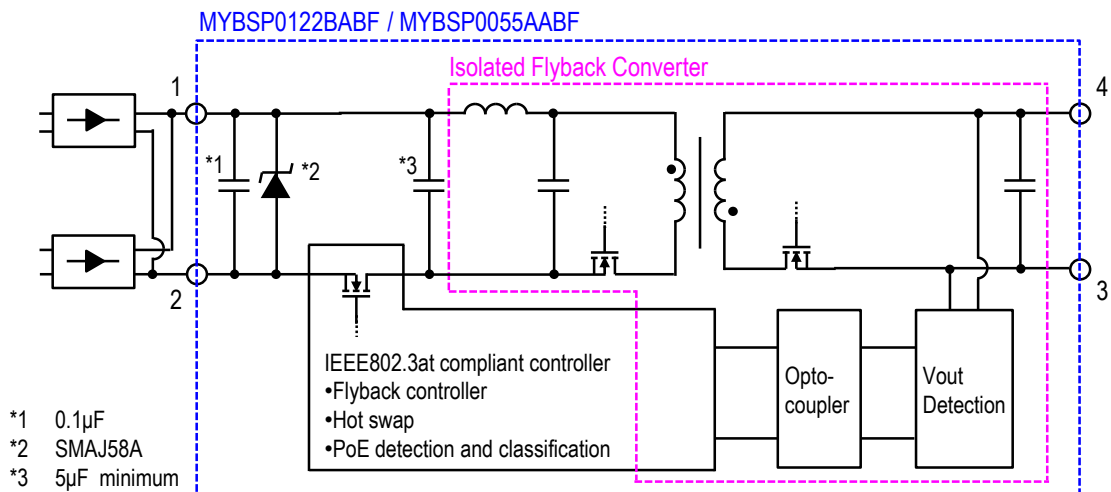 MYBSP0122BABF / MYBSP0055AABF
Isolated Flyback Converter
1
4
*1
*2
*3
2
3
IEEE802.3at compliant controller
•Flyback controller
•Hot swap
•PoE detection and classification
Opto-
coupler
Vout
Detection
*1 0.1µF
*2 SMAJ58A
*3 5µF minimum